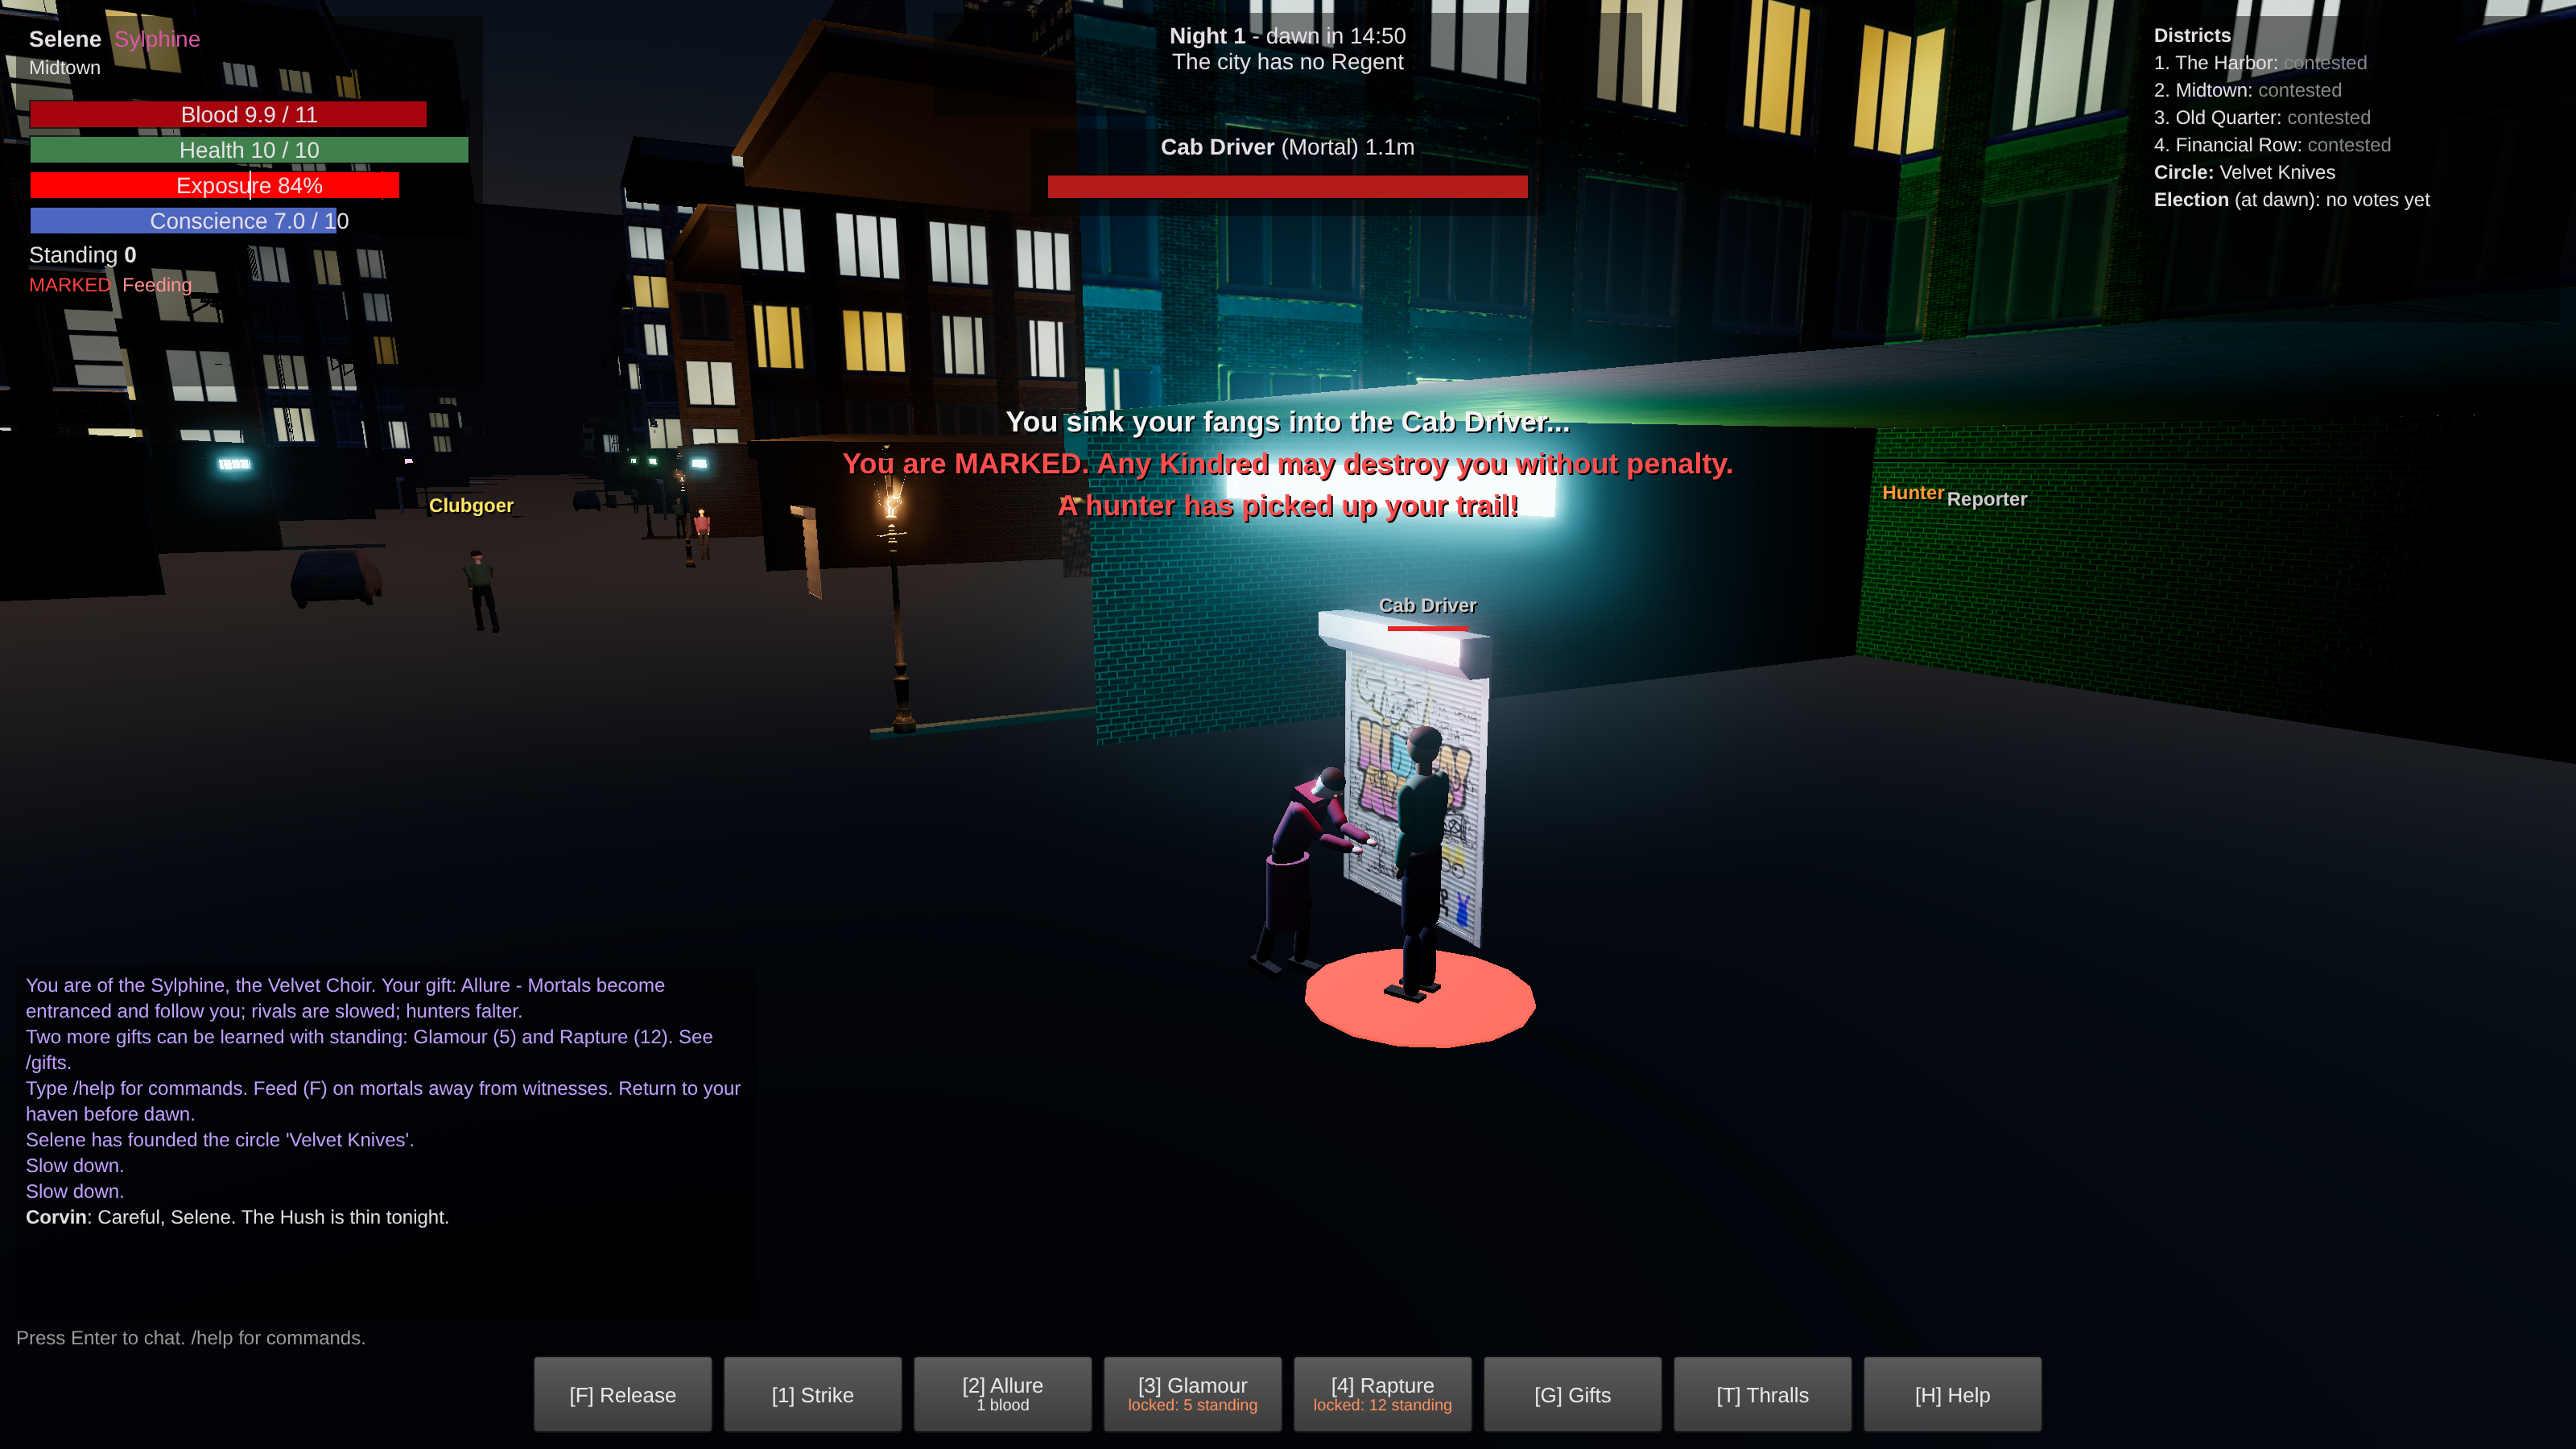 Selene Sylphine
Midtown
Blood 9.9 / 11
Health 10 / 10
Exposure 84%
Conscience 7.0 / 10
Standing 0
MARKED Feeding
Night 1 - dawn in 14:50
The city has no Regent
Cab Driver (Mortal) 1.1m
Districts
1. The Harbor: contested
2. Midtown: contested
3. Old Quarter: contested
4. Financial Row: contested
Circle: Velvet Knives
Election (at dawn): no votes yet
You sink your fangs into the Cab Driver...
You are MARKED. Any Kindred may destroy you without penalty.
A hunter has picked up your trail!
Clubgoer
Hunter
Reporter
Cab Driver
You are of the Sylphine, the Velvet Choir. Your gift: Allure - Mortals become
entranced and follow you; rivals are slowed; hunters falter.
Two more gifts can be learned with standing: Glamour (5) and Rapture (12). See
/gifts.
Type /help for commands. Feed (F) on mortals away from witnesses. Return to your
haven before dawn.
Selene has founded the circle 'Velvet Knives'.
Slow down.
Slow down.
Corvin: Careful, Selene. The Hush is thin tonight.
Press Enter to chat. /help for commands.
[F] Release
[1] Strike
[2] Allure
1 blood
[3] Glamour
locked: 5 standing
[4] Rapture
locked: 12 standing
[G] Gifts
[T] Thralls
[H] Help